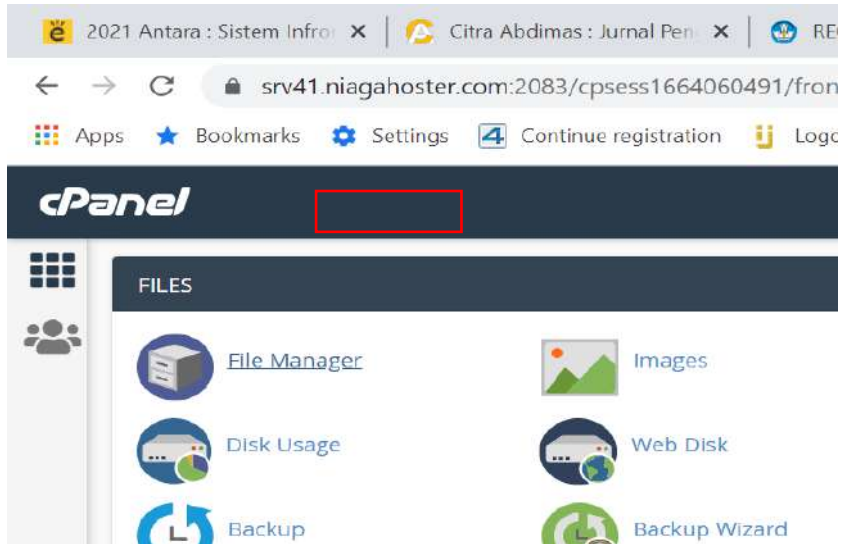 2021 Antara : Sistem Infro
Citra Abdimas : Jurnal Pen
srv41.niagahoster.com:2083/cpsess1664060491/fron
Apps Bookmarks Settings Continue registration Logo
cPanel
FILES
File Manager Images
Disk Usage Web Disk
Backup Backup Wizard